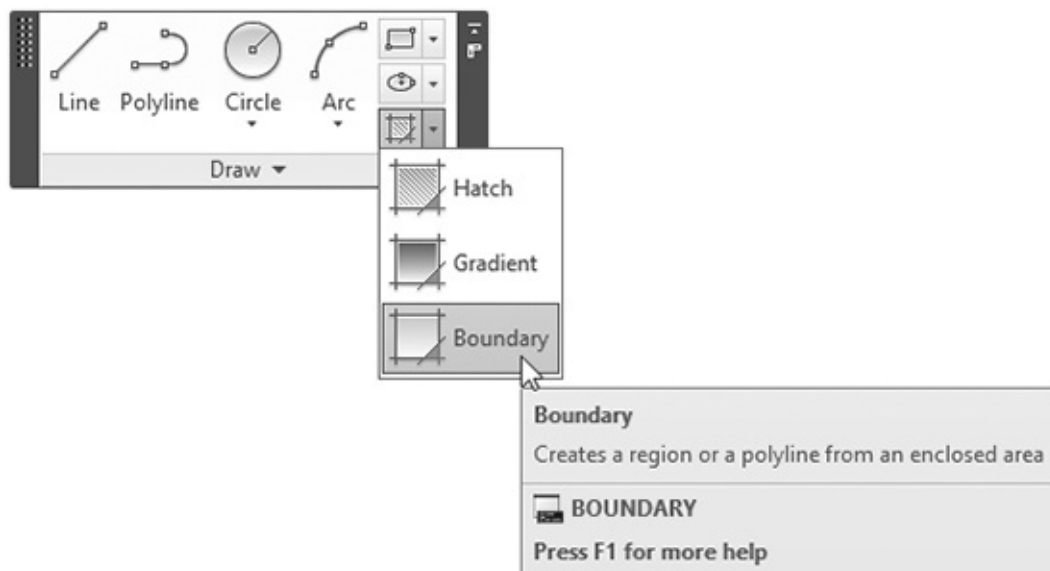 Line Polyline Circle Arc
Draw
Hatch
Gradient
Boundary
Boundary
Creates a region or a polyline from an enclosed area
BOUNDARY
Press F1 for more help